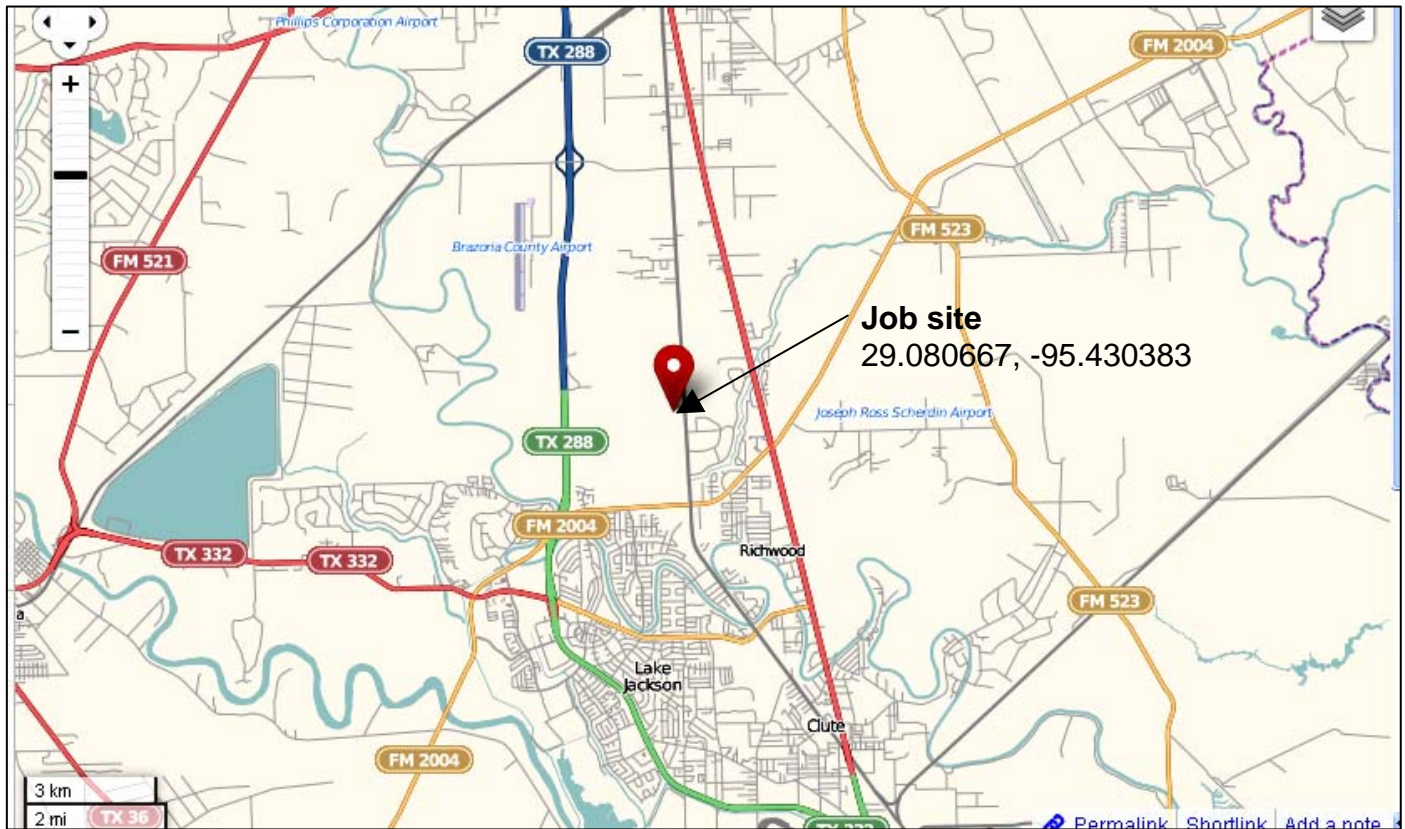 Phillips Corporation Airport
TX 288
FM 2004
+
FM 523
Brazoria County Airport
FM 521
−
Job site
29.080667, -95.430383
Joseph Ross Scherdin Airport
TX 288
FM 2004
Richwood
TX 332
TX 332
FM 523
a
Lake
Jackson
Clute
FM 2004
3 km
2 mi
TX 36
Permalink
Shortlink
Add a note